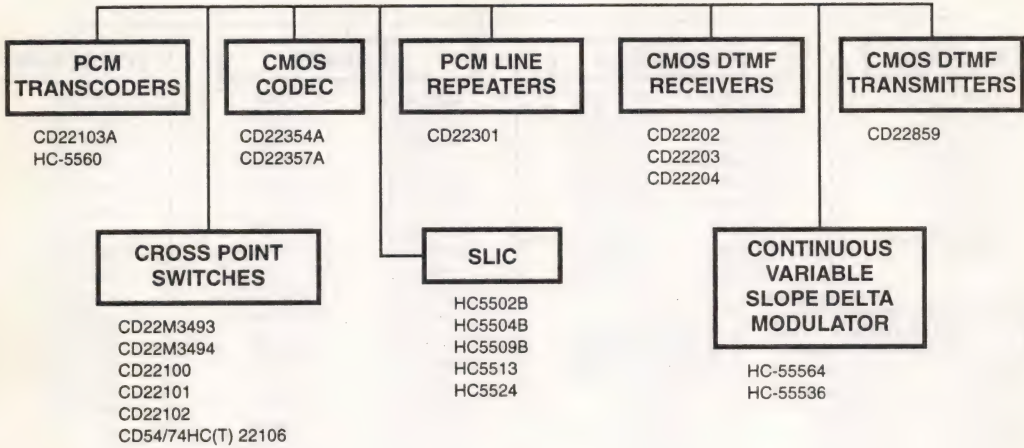 PCM
TRANSCODERS
CD22103A
HC-5560
CMOS
CODEC
CD22354A
CD22357A
PCM LINE
REPEATERS
CD22301
CMOS DTMF
RECEIVERS
CD22202
CD22203
CD22204
CMOS DTMF
TRANSMITTERS
CD22859
CROSS POINT
SWITCHES
CD22M3493
CD22M3494
CD22100
CD22101
CD22102
CD54/74HC(T) 22106
SLIC
HC5502B
HC5504B
HC5509B
HC5513
HC5524
CONTINUOUS
VARIABLE
SLOPE DELTA
MODULATOR
HC-55564
HC-55536